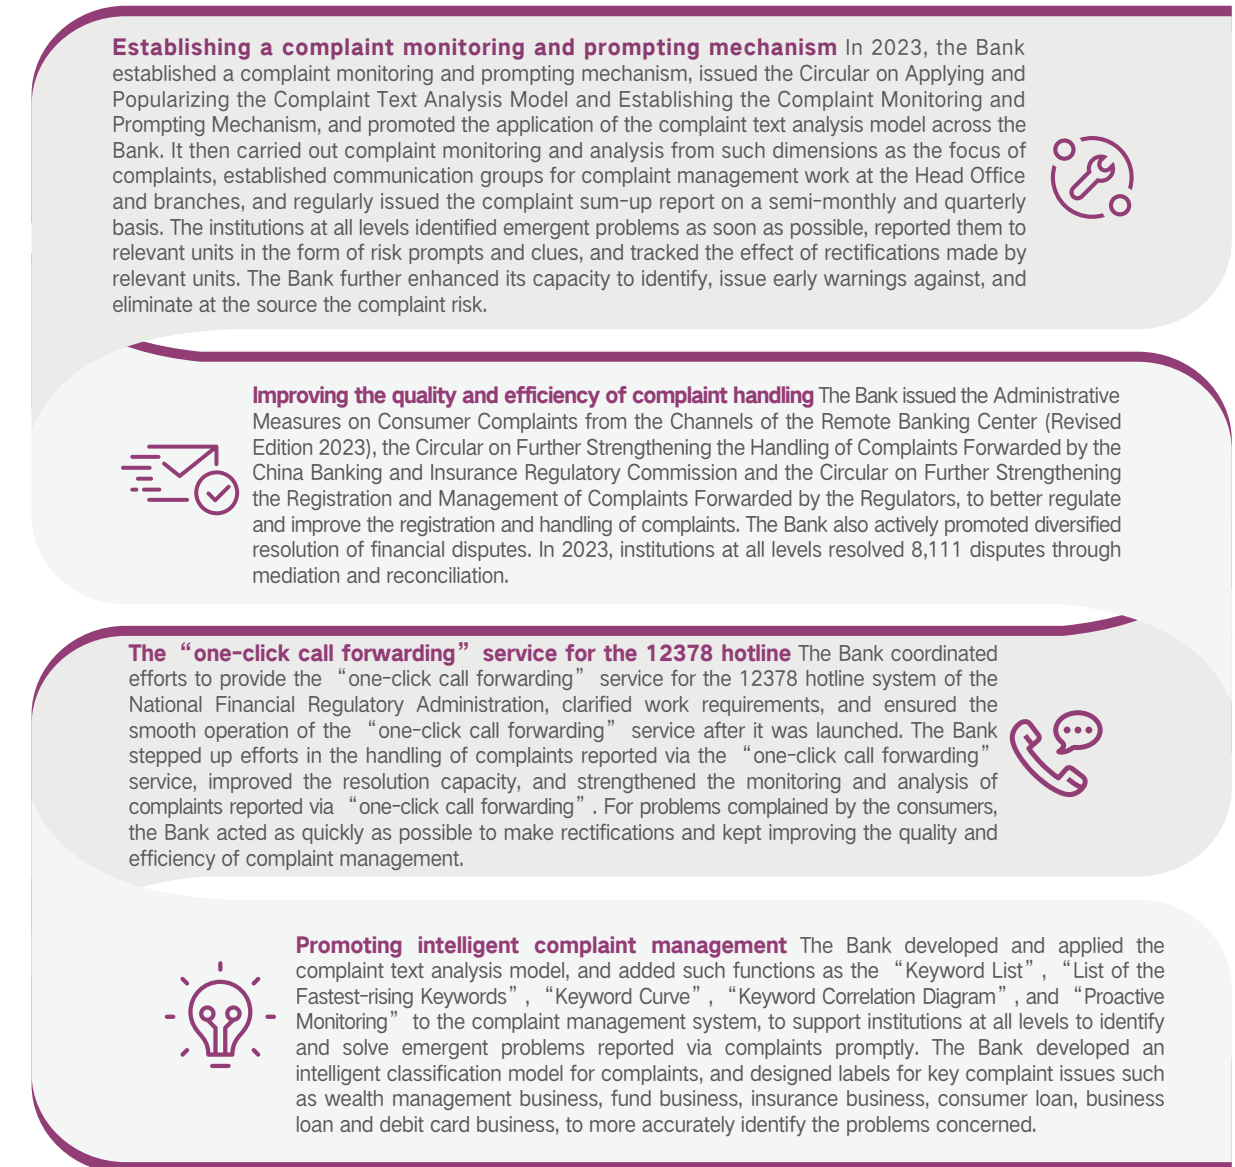 Establishing a complaint monitoring and prompting mechanism In 2023, the Bank
established a complaint monitoring and prompting mechanism, issued the Circular on Applying and
Popularizing the Complaint Text Analysis Model and Establishing the Complaint Monitoring and
Prompting Mechanism, and promoted the application of the complaint text analysis model across the
Bank. It then carried out complaint monitoring and analysis from such dimensions as the focus of
complaints, established communication groups for complaint management work at the Head Office
and branches, and regularly issued the complaint sum-up report on a semi-monthly and quarterly
basis. The institutions at all levels identified emergent problems as soon as possible, reported them to
relevant units in the form of risk prompts and clues, and tracked the effect of rectifications made by
relevant units. The Bank further enhanced its capacity to identify, issue early warnings against, and
eliminate at the source the complaint risk.
Improving the quality and efficiency of complaint handling The Bank issued the Administrative
Measures on Consumer Complaints from the Channels of the Remote Banking Center (Revised
Edition 2023), the Circular on Further Strengthening the Handling of Complaints Forwarded by the
China Banking and Insurance Regulatory Commission and the Circular on Further Strengthening
the Registration and Management of Complaints Forwarded by the Regulators, to better regulate
and improve the registration and handling of complaints. The Bank also actively promoted diversified
resolution of financial disputes. In 2023, institutions at all levels resolved 8,111 disputes through
mediation and reconciliation.
The “one-click call forwarding” service for the 12378 hotline The Bank coordinated
efforts to provide the “one-click call forwarding” service for the 12378 hotline system of the
National Financial Regulatory Administration, clarified work requirements, and ensured the
smooth operation of the “one-click call forwarding” service after it was launched. The Bank
stepped up efforts in the handling of complaints reported via the “one-click call forwarding”
service, improved the resolution capacity, and strengthened the monitoring and analysis of
complaints reported via “one-click call forwarding”. For problems complained by the consumers,
the Bank acted as quickly as possible to make rectifications and kept improving the quality and
efficiency of complaint management.
Promoting intelligent complaint management The Bank developed and applied the
complaint text analysis model, and added such functions as the “Keyword List”, “List of the
Fastest-rising Keywords”, “Keyword Curve”, “Keyword Correlation Diagram”, and “Proactive
Monitoring” to the complaint management system, to support institutions at all levels to identify
and solve emergent problems reported via complaints promptly. The Bank developed an
intelligent classification model for complaints, and designed labels for key complaint issues such
as wealth management business, fund business, insurance business, consumer loan, business
loan and debit card business, to more accurately identify the problems concerned.